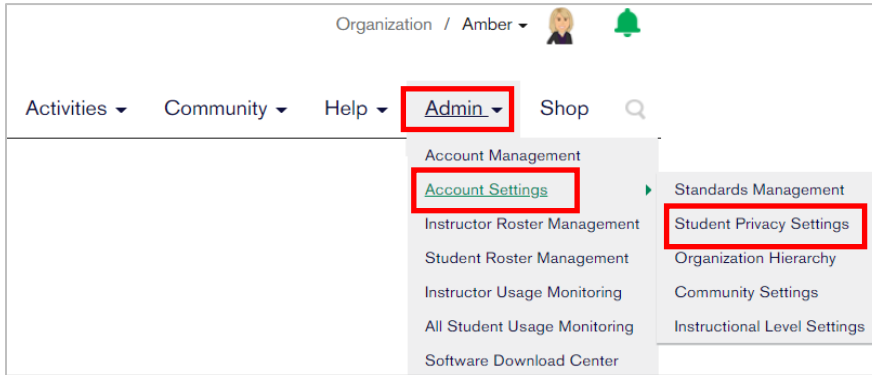 Organization / Amber
Activities Community Help Admin Shop
Account Management
Account Settings
Instructor Roster Management
Student Roster Management
Instructor Usage Monitoring
All Student Usage Monitoring
Software Download Center
Standards Management
Student Privacy Settings
Organization Hierarchy
Community Settings
Instructional Level Settings